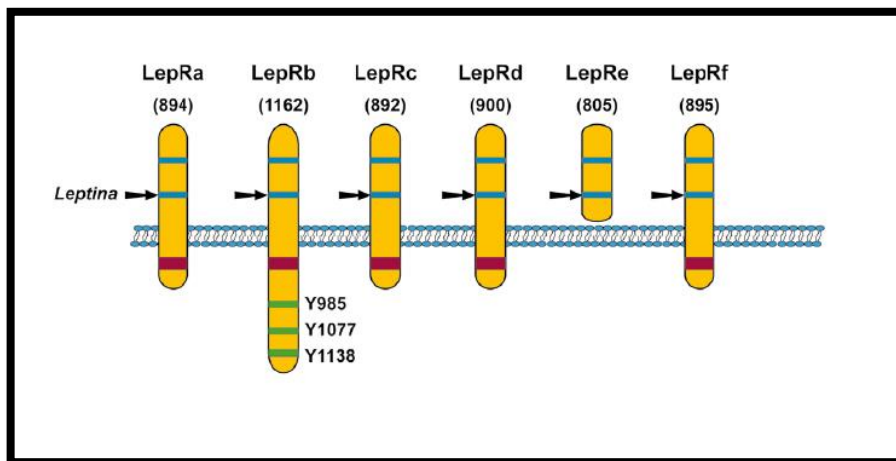 LepRa LepRb LepRc LepRd LepRe LepRf
(894) (1162) (892) (900) (805) (895)
Leptina
Y985
Y1077
Y1138